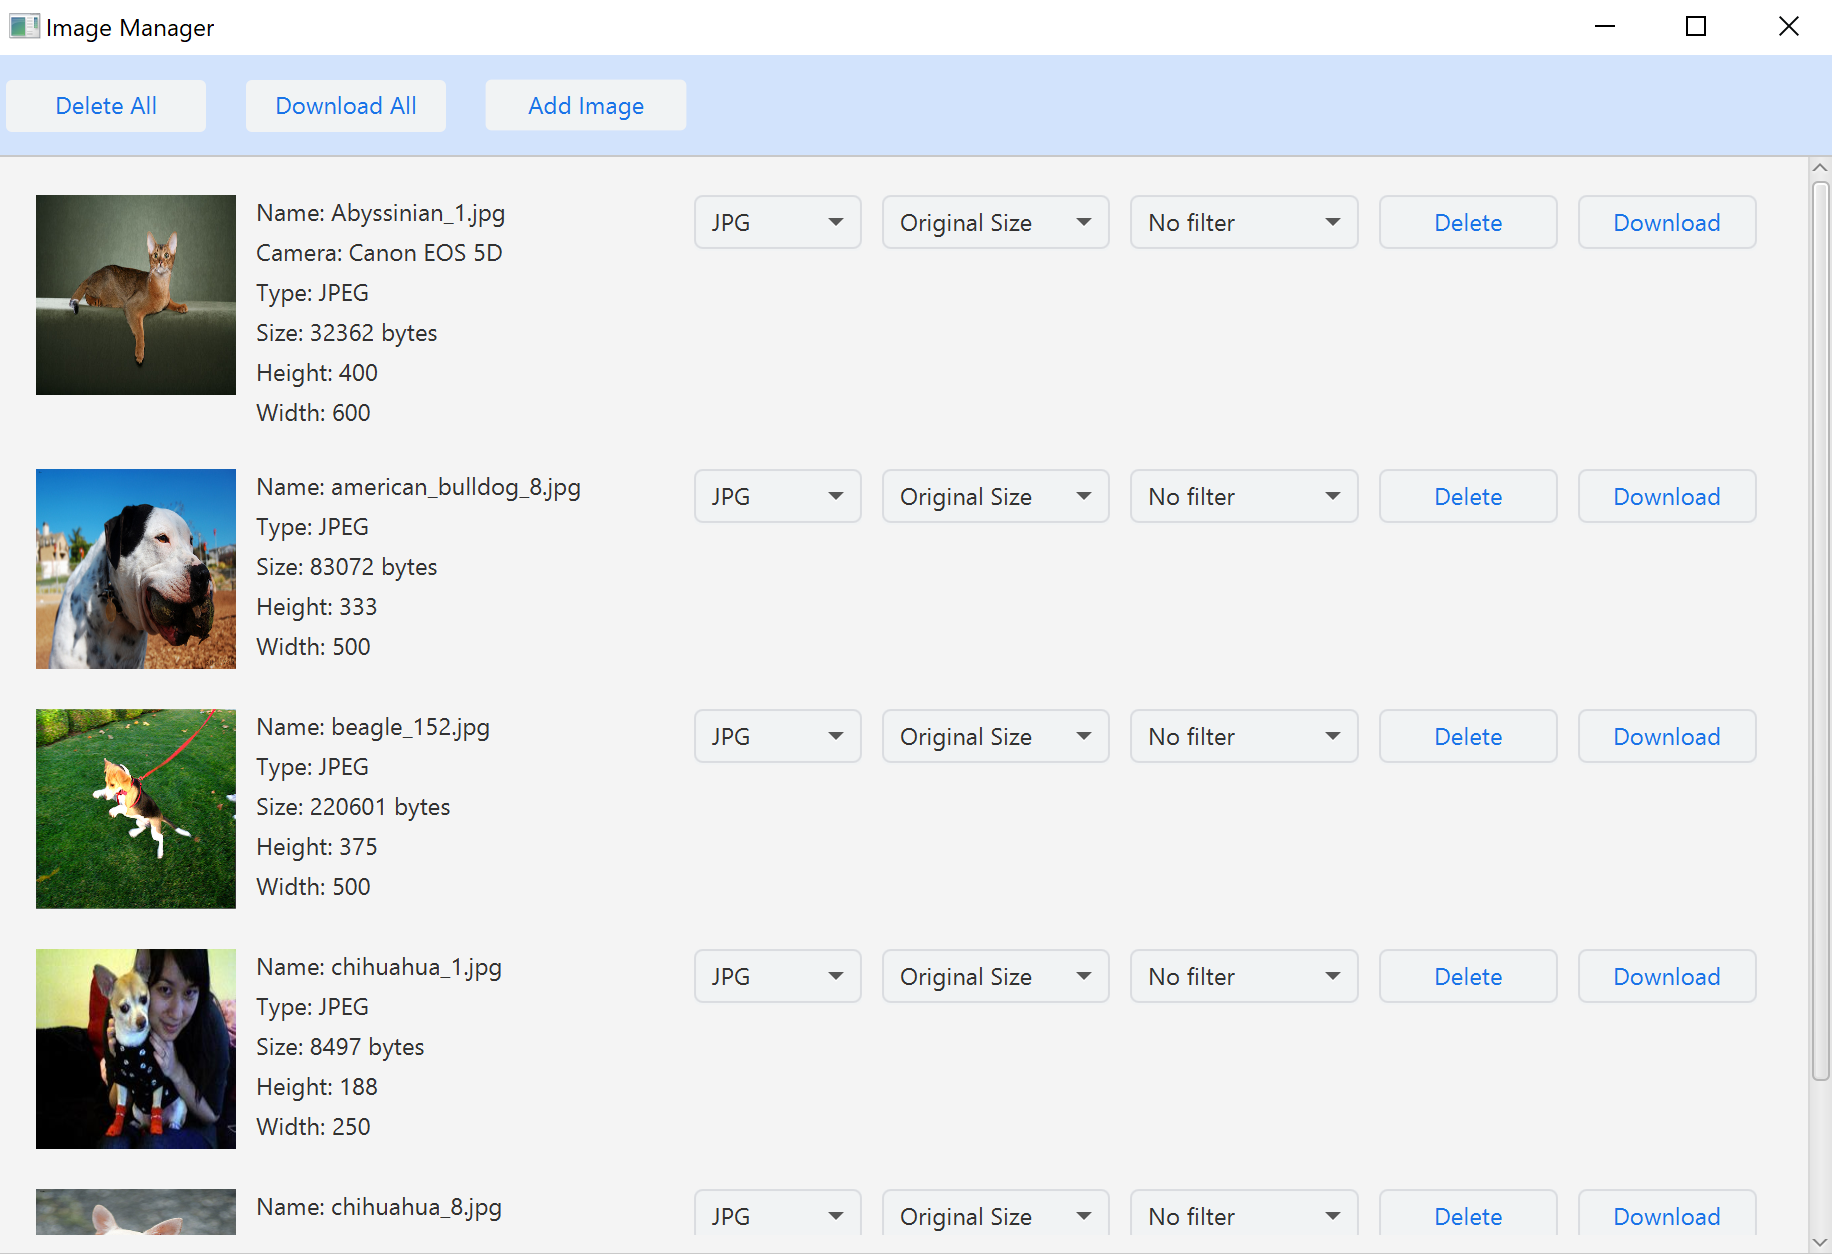 Image Manager
Delete All
Download All
Add Image
Name: Abyssinian_1.jpg
Camera: Canon EOS 5D
Type: JPEG
Size: 32362 bytes
Height: 400
Width: 600
JPG
Original Size
No filter
Delete
Download
Name: american_bulldog_8.jpg
Type: JPEG
Size: 83072 bytes
Height: 333
Width: 500
JPG
Original Size
No filter
Delete
Download
Name: beagle_152.jpg
Type: JPEG
Size: 220601 bytes
Height: 375
Width: 500
JPG
Original Size
No filter
Delete
Download
Name: chihuahua_1.jpg
Type: JPEG
Size: 8497 bytes
Height: 188
Width: 250
JPG
Original Size
No filter
Delete
Download
Name: chihuahua_8.jpg
JPG
Original Size
No filter
Delete
Download